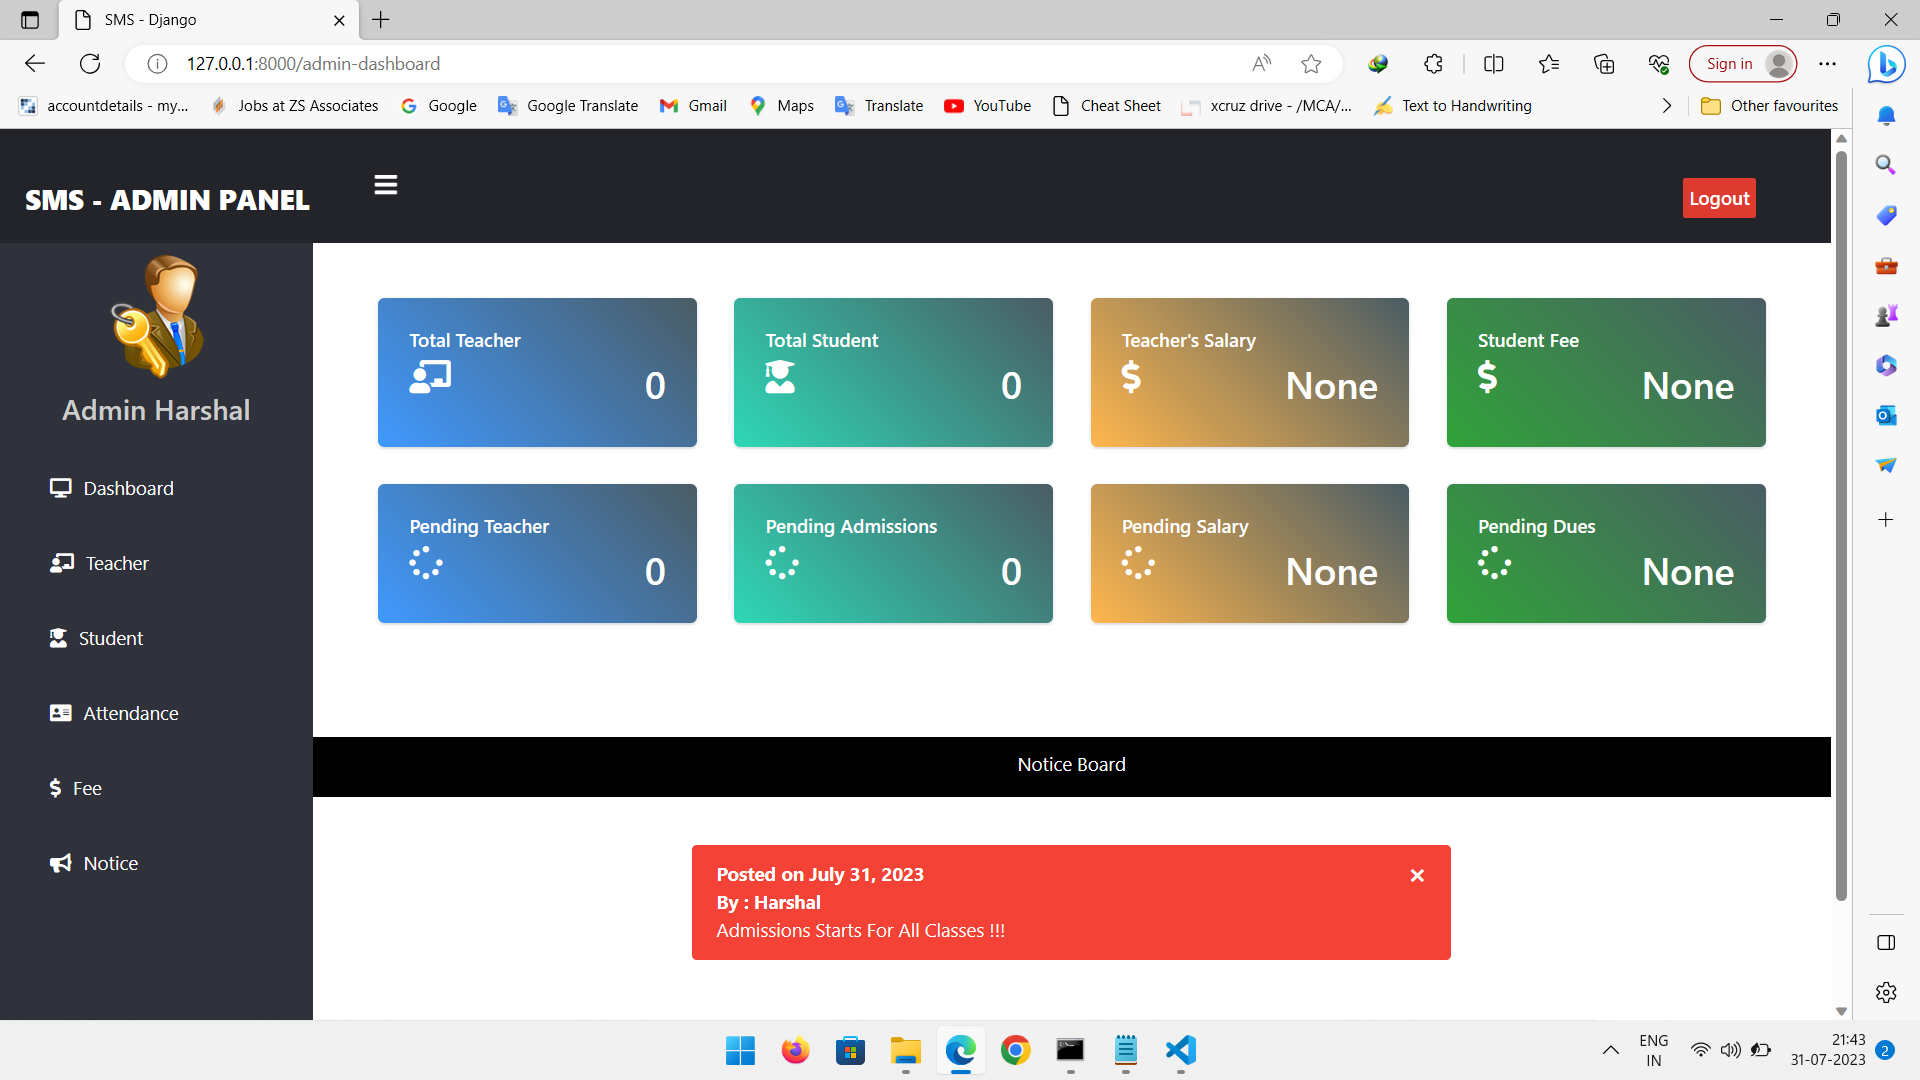 SMS - Django
127.0.0.1:8000/admin-dashboard
Sign in
accountdetails - my...
Jobs at ZS Associates
Google
Google Translate
Gmail
Maps
Translate
YouTube
Cheat Sheet
xcruz drive - /MCA/...
Text to Handwriting
Other favourites
SMS - ADMIN PANEL
Logout
Admin Harshal
Dashboard
Teacher
Student
Attendance
Fee
Notice
Total Teacher
0
Total Student
0
Teacher's Salary
None
Student Fee
None
Pending Teacher
0
Pending Admissions
0
Pending Salary
None
Pending Dues
None
Notice Board
Posted on July 31, 2023
By : Harshal
Admissions Starts For All Classes !!!
ENG
IN
21:43
31-07-2023
2